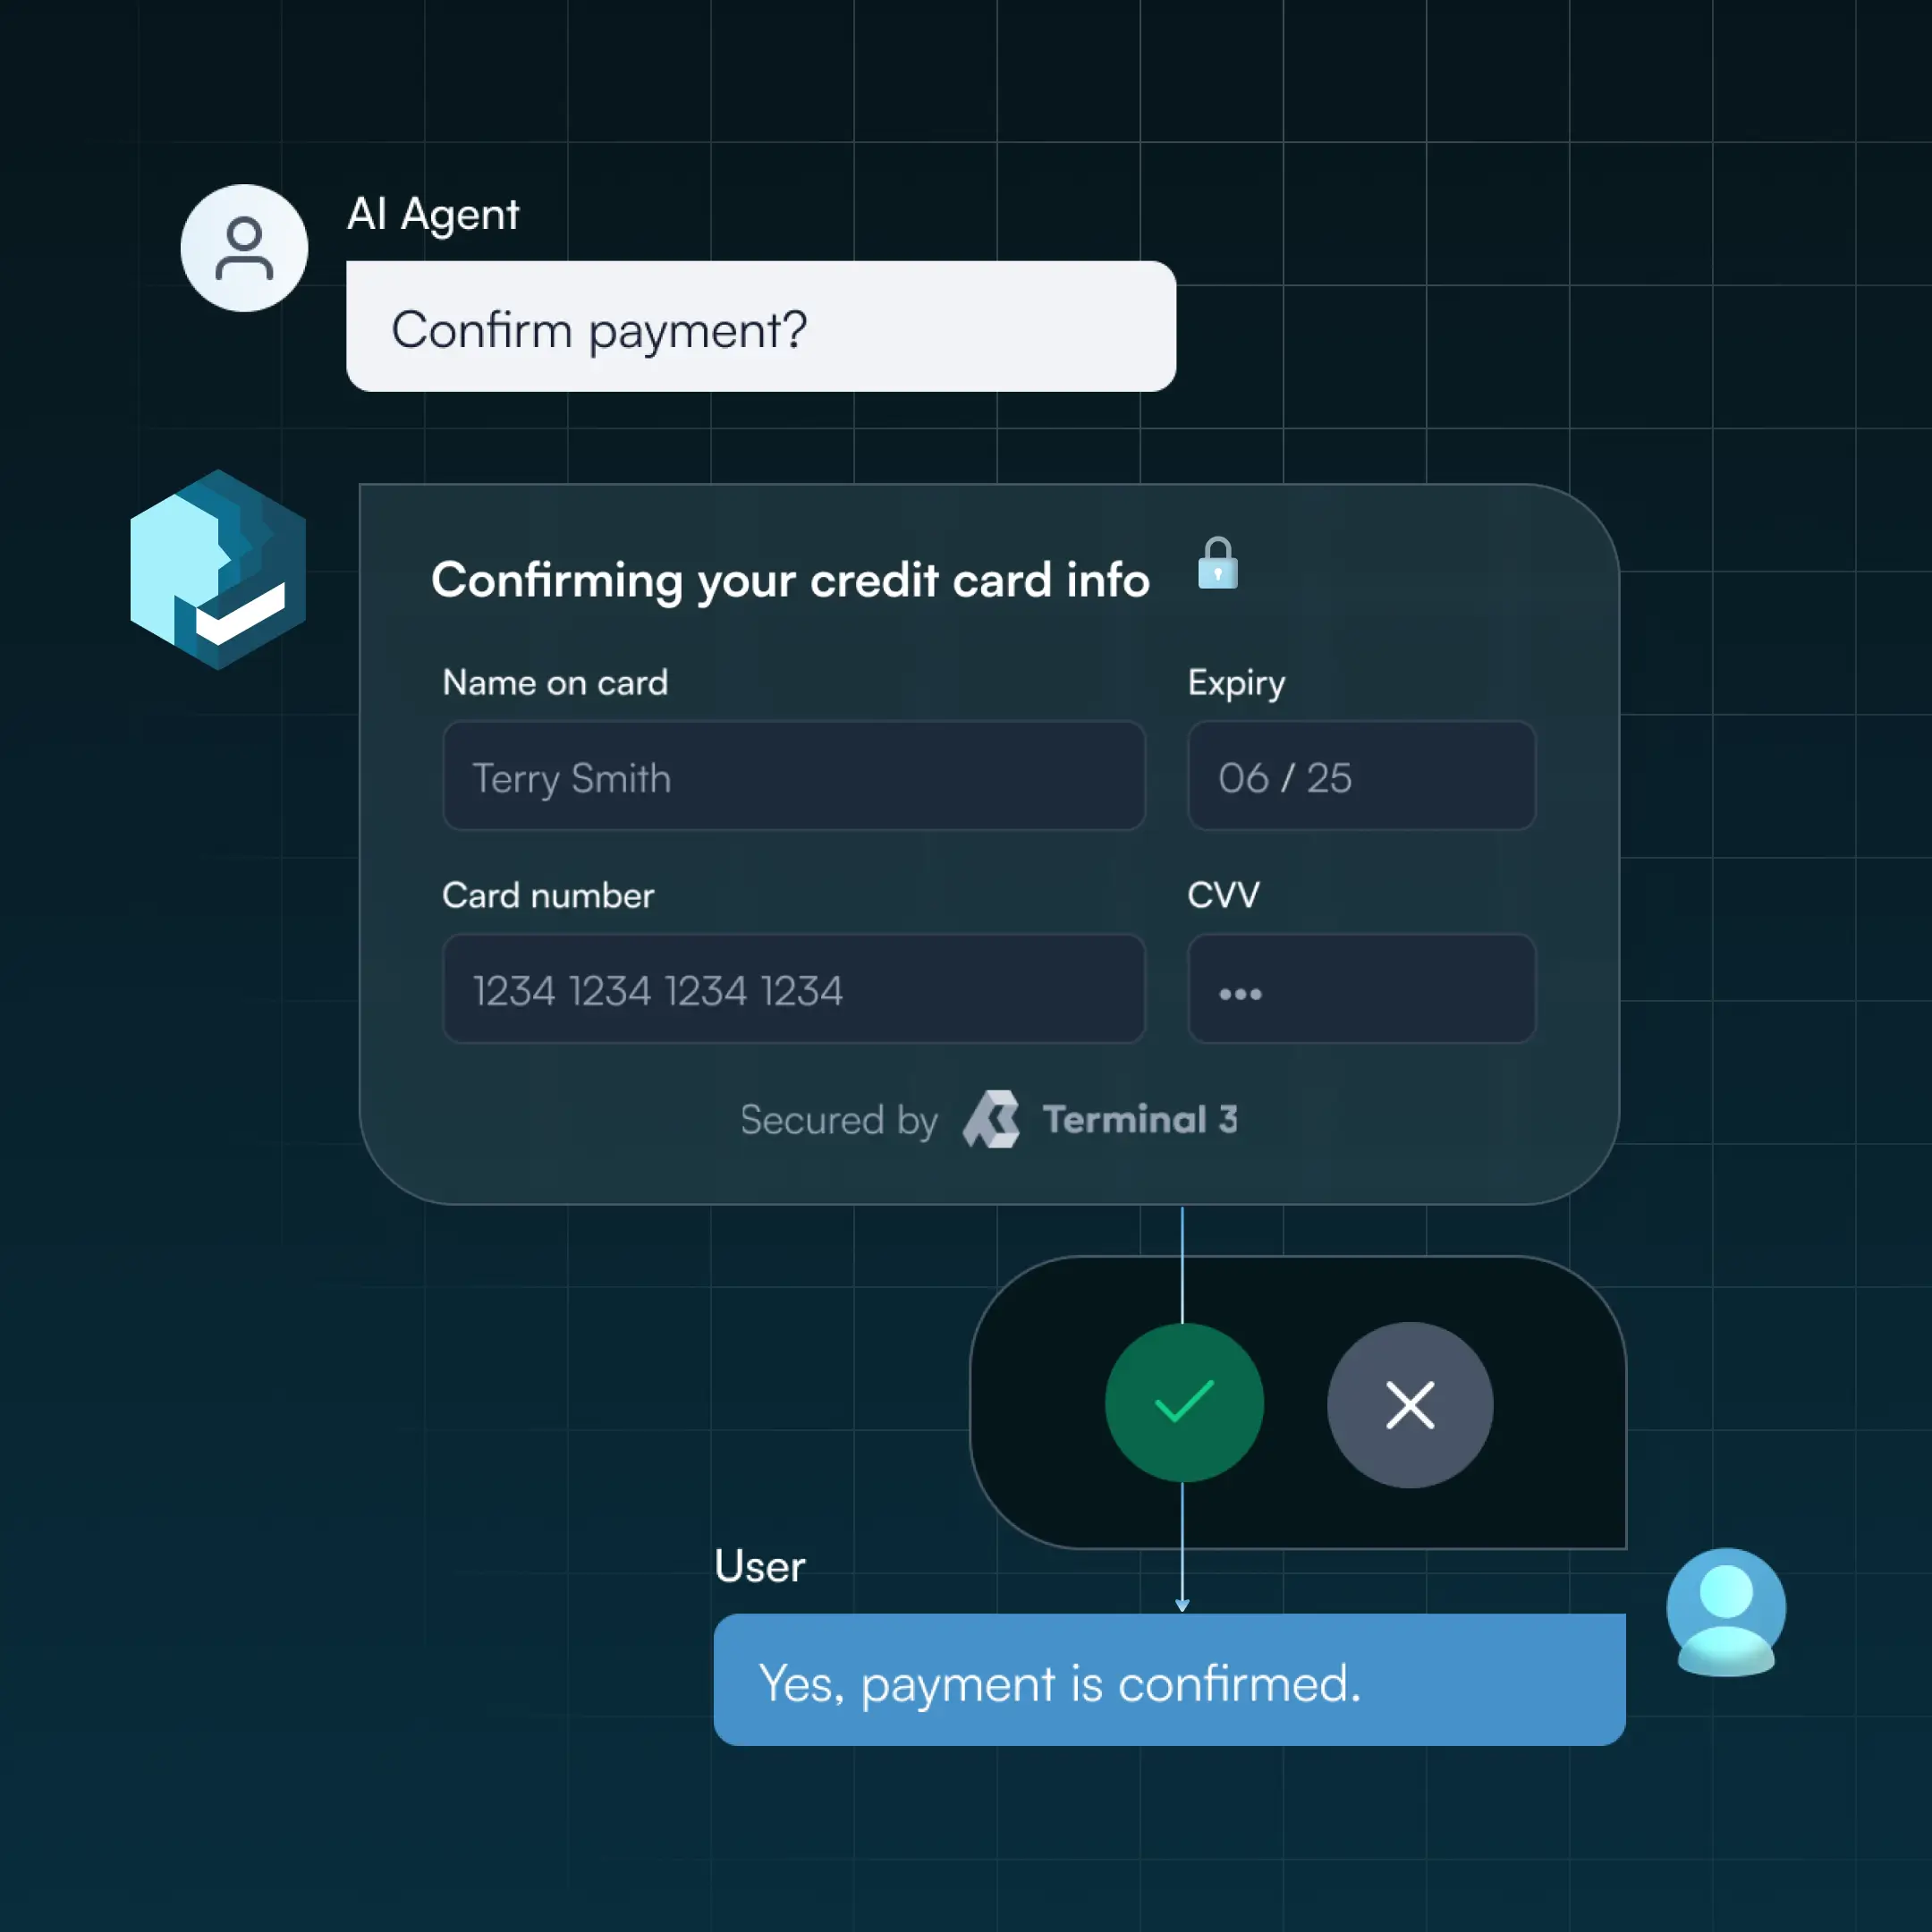 AI Agent
Confirm payment?
Confirming your credit card info
Name on card
Expiry
Terry Smith
06 / 25
Card number
CVV
1234 1234 1234 1234
•••
Secured by Terminal 3
User
Yes, payment is confirmed.